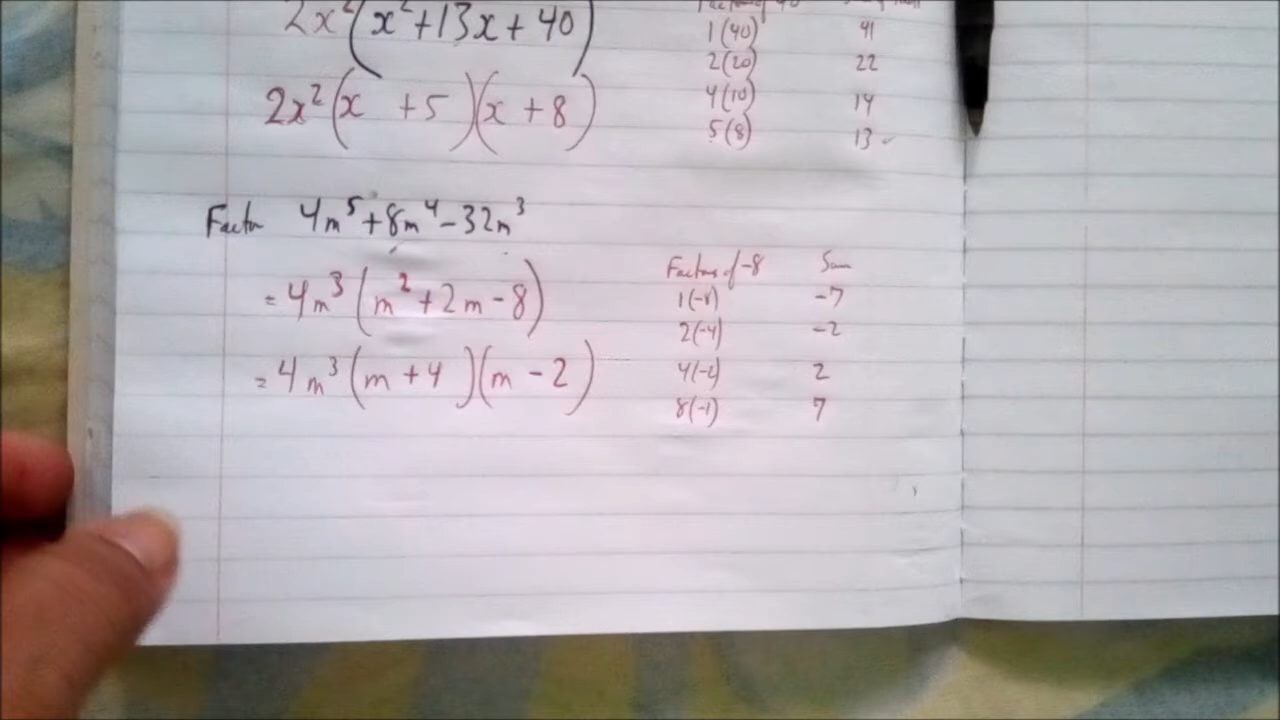 2x²(x²+13x+40)
1(40) 41
2(20) 22
2x²(x +5)(x +8)
4(10) 14
5(8) 13 ✓
Factor 4m⁵+8m⁴-32m³
Factors of -8 Sum
= 4m³(m²+2m-8)
1(-8) -7
2(-4) -2
= 4m³(m+4)(m-2)
4(-2) 2
8(-1) 7